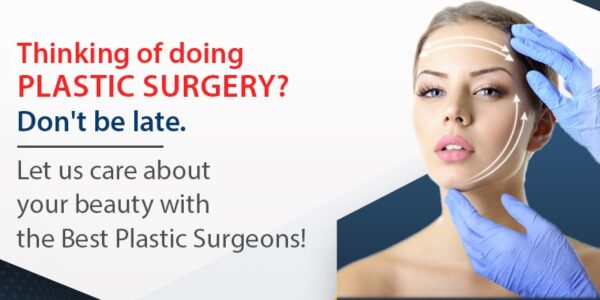 Thinking of doing
PLASTIC SURGERY?
Don't be late.
Let us care about
your beauty with
the Best Plastic Surgeons!